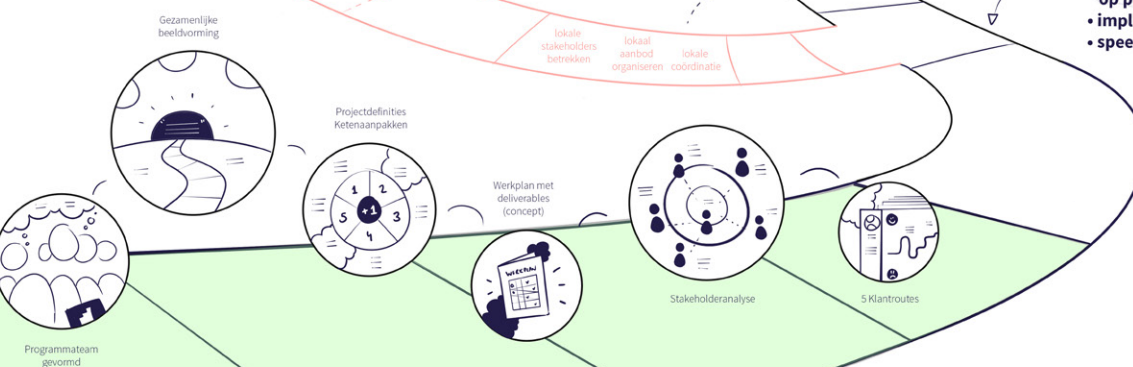 Gezamenlijke
beeldvorming
lokale
stakeholders
betrekken
lokaal
aanbod
organiseren
lokale
coördinatie
op p
• impl
• spee
Projectdefinities
Ketenaanpakken
1
2
3
4
5
+1
Werkplan met
deliverables
(concept)
Stakeholderanalyse
5 Klantroutes
Programmateam
gevormd